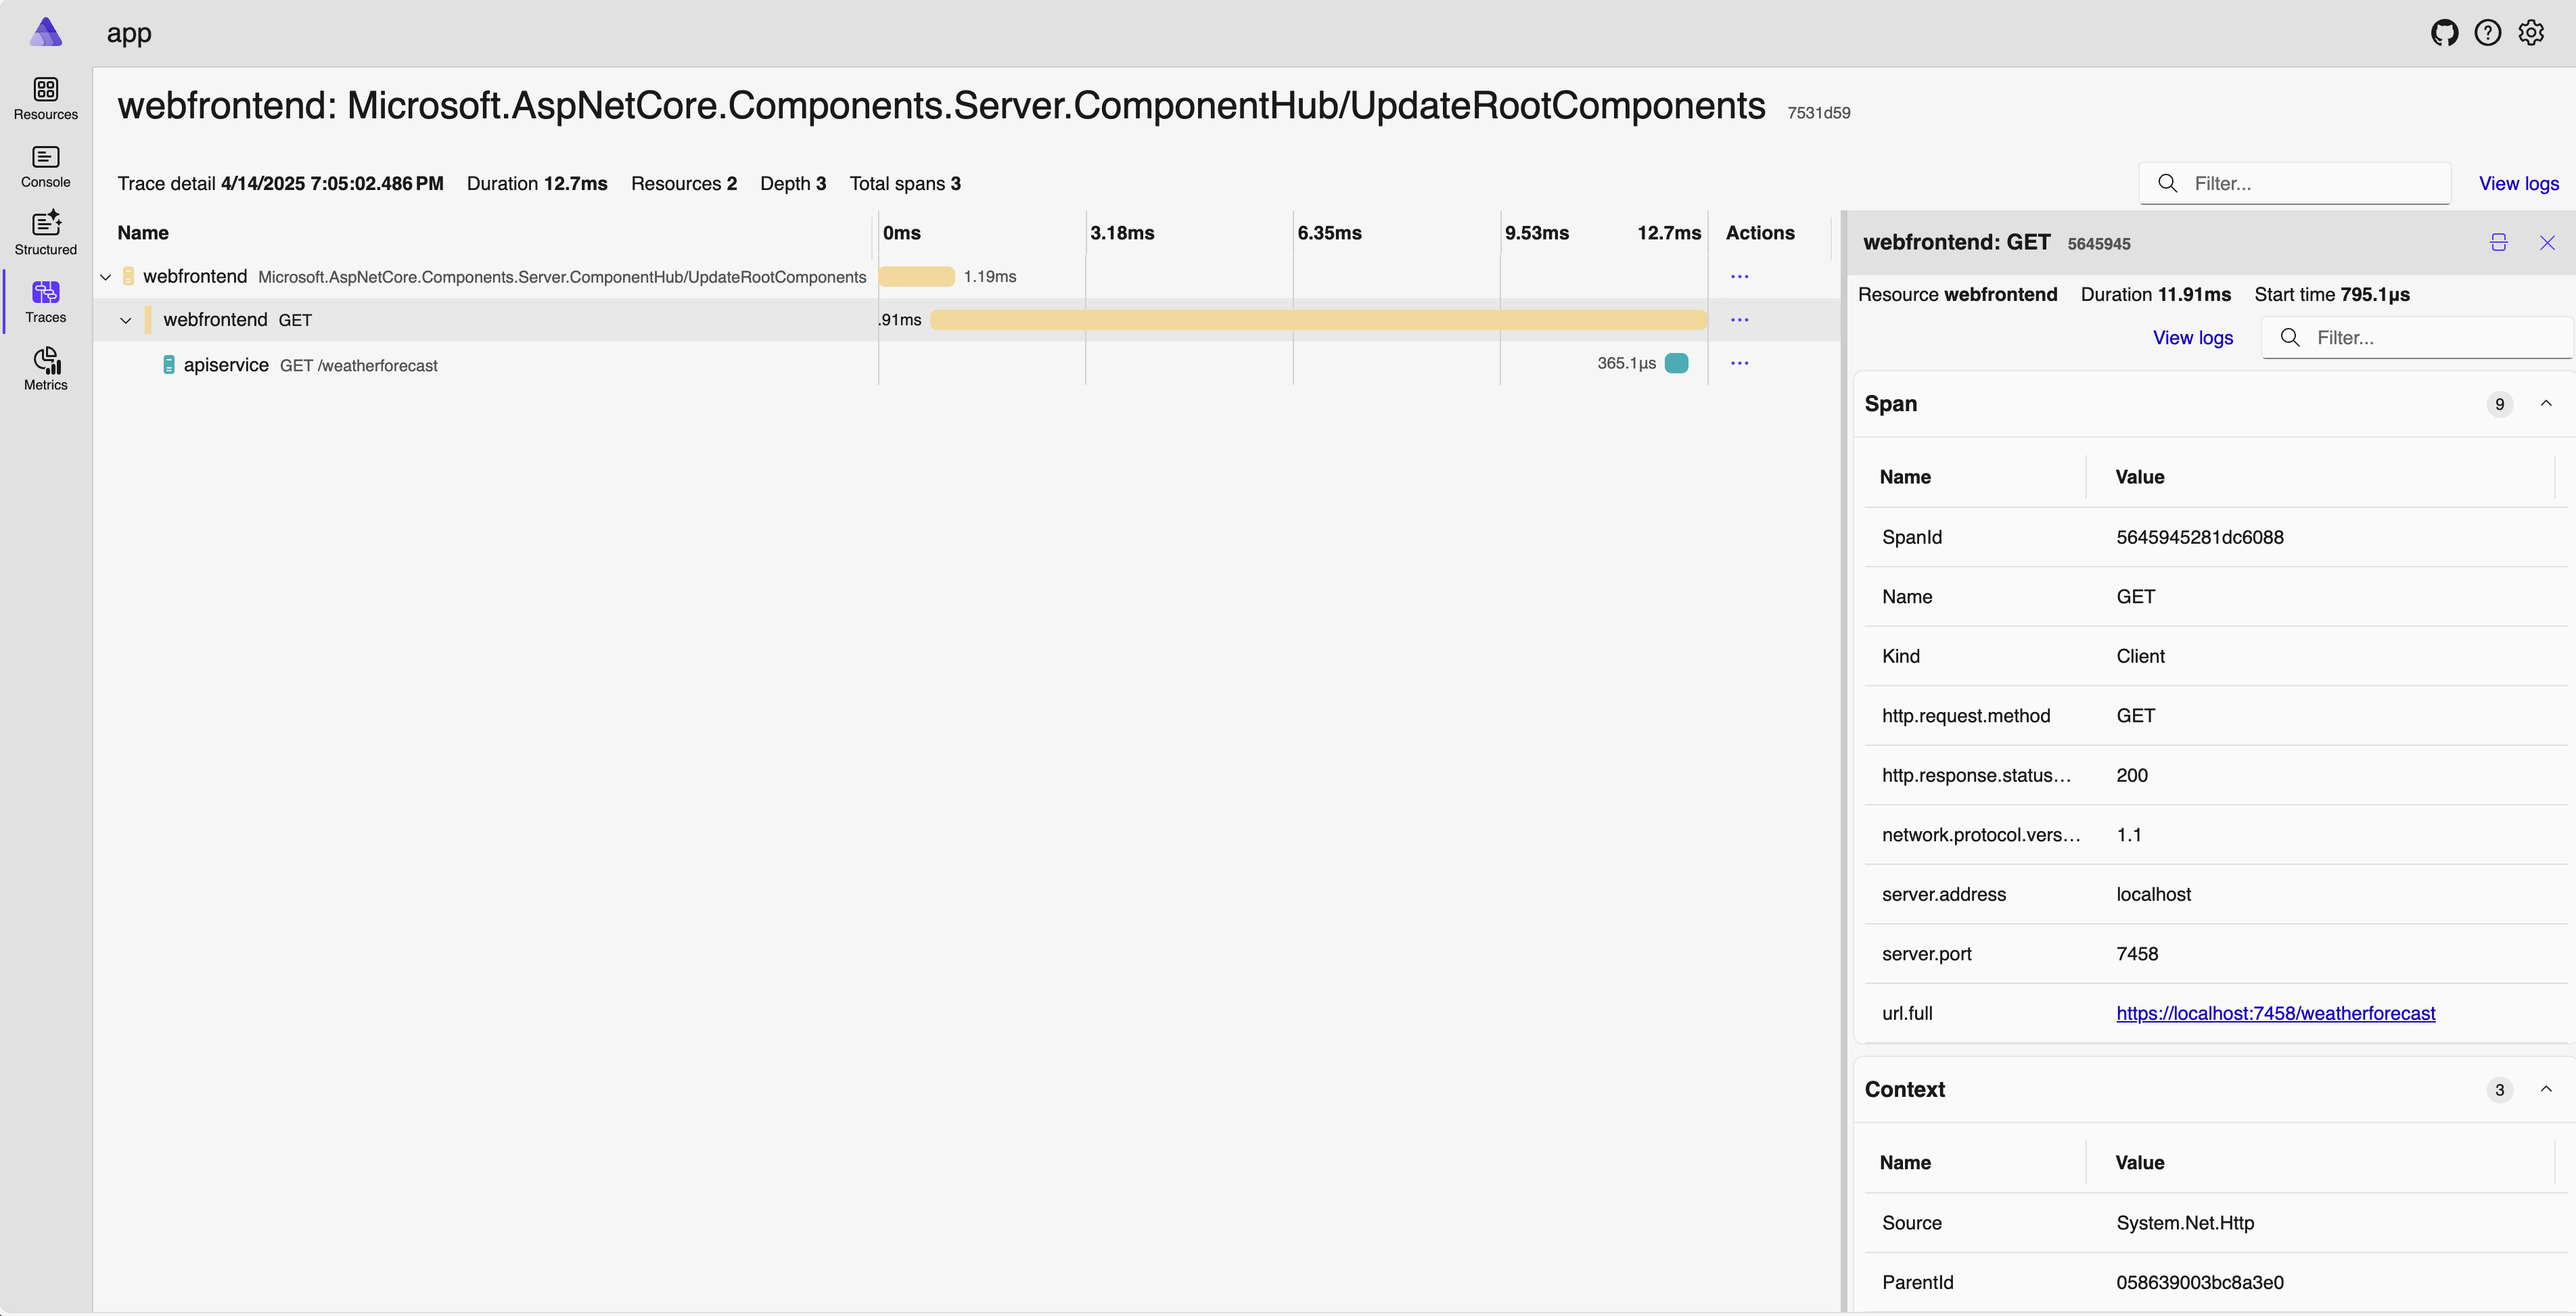 app
Resources
Console
Structured
Traces
Metrics
webfrontend: Microsoft.AspNetCore.Components.Server.ComponentHub/UpdateRootComponents 7531d59
Trace detail 4/14/2025 7:05:02.486 PM Duration 12.7ms Resources 2 Depth 3 Total spans 3
Filter...
View logs
Name 0ms 3.18ms 6.35ms 9.53ms 12.7ms Actions
webfrontend Microsoft.AspNetCore.Components.Server.ComponentHub/UpdateRootComponents 1.19ms ...
webfrontend GET .91ms ...
apiservice GET /weatherforecast 365.1µs ...
webfrontend: GET 5645945
Resource webfrontend Duration 11.91ms Start time 795.1µs
View logs
Filter...
Span 9
Name Value
SpanId 5645945281dc6088
Name GET
Kind Client
http.request.method GET
http.response.status... 200
network.protocol.vers... 1.1
server.address localhost
server.port 7458
url.full https://localhost:7458/weatherforecast
Context 3
Name Value
Source System.Net.Http
ParentId 058639003bc8a3e0